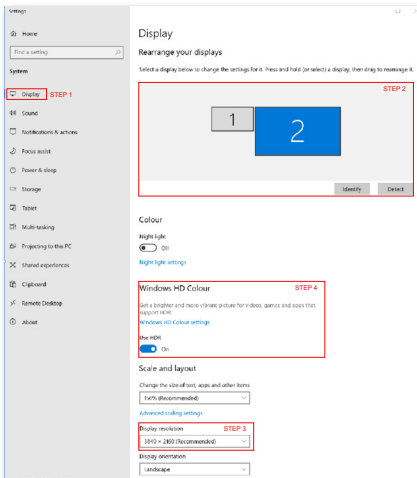 Settings
Home
Find a setting
System
Display
STEP 1
Sound
Notifications & actions
Focus assist
Power & sleep
Storage
Tablet
Multi-tasking
Projecting to this PC
Shared experiences
Clipboard
Remote Desktop
About
Display
Rearrange your displays
Select a display below to change the settings for it. Press and hold (or select) a display, then drag to rearrange it.
STEP 2
1
2
Identify
Detect
Colour
Night light
Off
Night light settings
Windows HD Colour
STEP 4
Get a brighter and more vibrant picture for videos, games and apps that
support HDR.
Windows HD Colour settings
Use HDR
On
Scale and layout
Change the size of text, apps and other items
(Recommended)
Advanced scaling settings
Display resolution
STEP 3
3840 × 2160 (Recommended)
Display orientation
Landscape